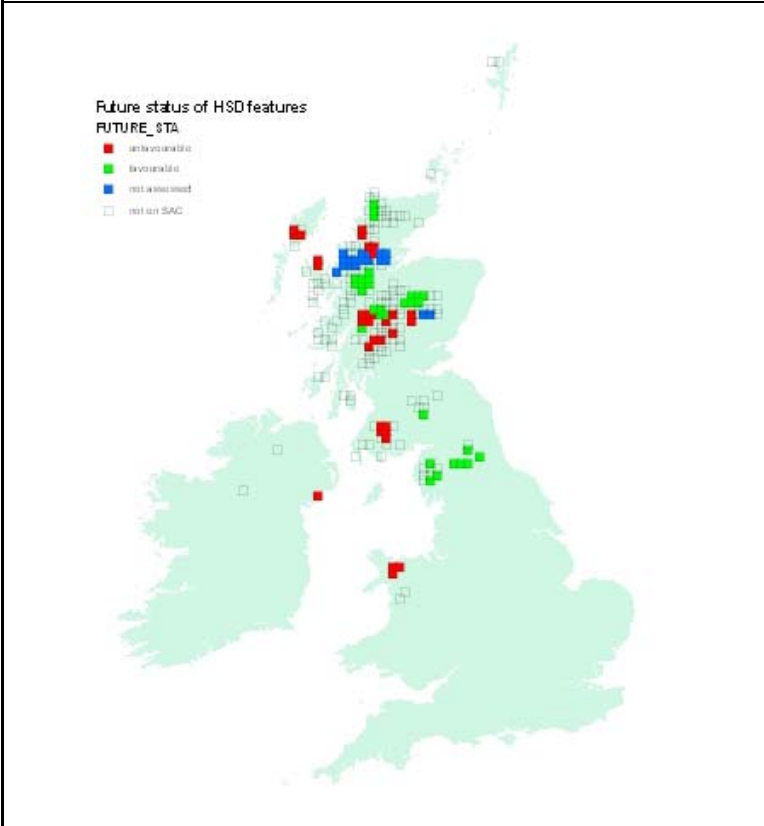 Future status of HSD features
FUTURE_STA
unfavourable
favourable
not assessed
not on SAC